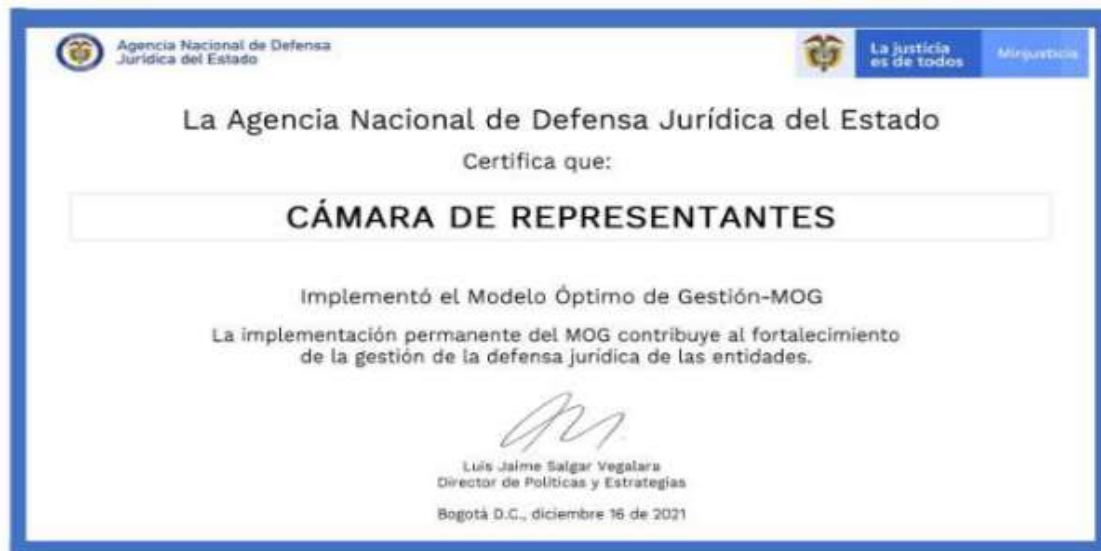 Agencia Nacional de Defensa
Jurídica del Estado
La justicia
es de todos
Minjusticia
La Agencia Nacional de Defensa Jurídica del Estado
Certifica que:
CÁMARA DE REPRESENTANTES
Implementó el Modelo Óptimo de Gestión-MOG
La implementación permanente del MOG contribuye al fortalecimiento
de la gestión de la defensa jurídica de las entidades.
Luis Jaime Salgar Vegalara
Director de Políticas y Estrategias
Bogotá D.C., diciembre 16 de 2021